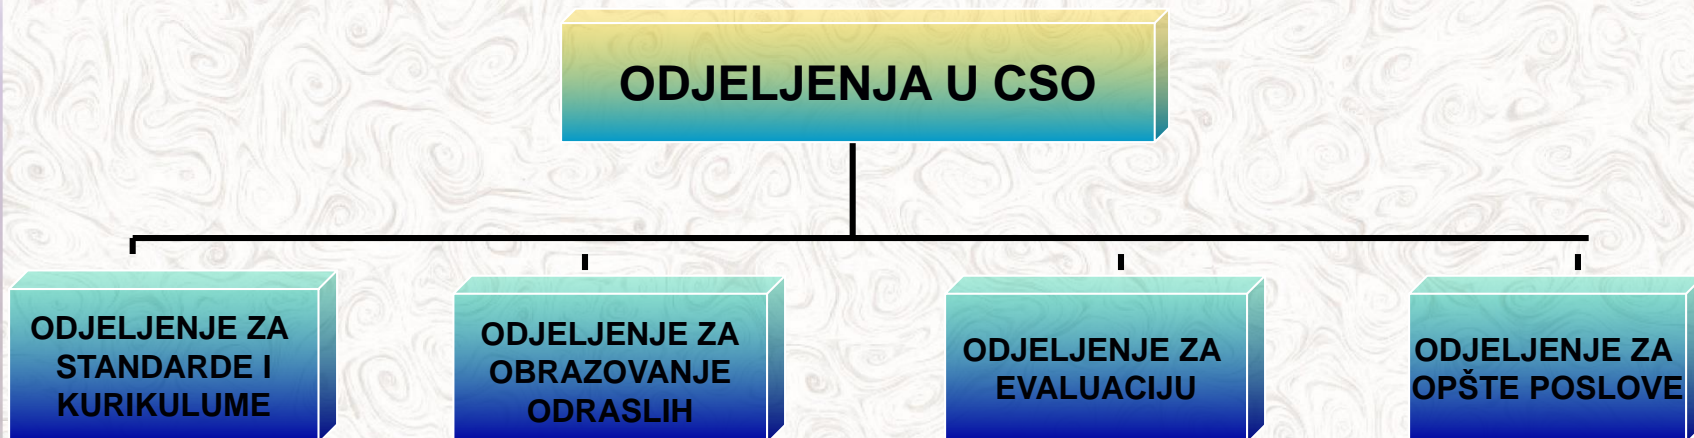 ODJELJENJA U CSO
ODJELJENJE ZA
STANDARDE I
KURIKULUME
ODJELJENJE ZA
OBRAZOVANJE
ODRASLIH
ODJELJENJE ZA
EVALUACIJU
ODJELJENJE ZA
OPŠTE POSLOVE